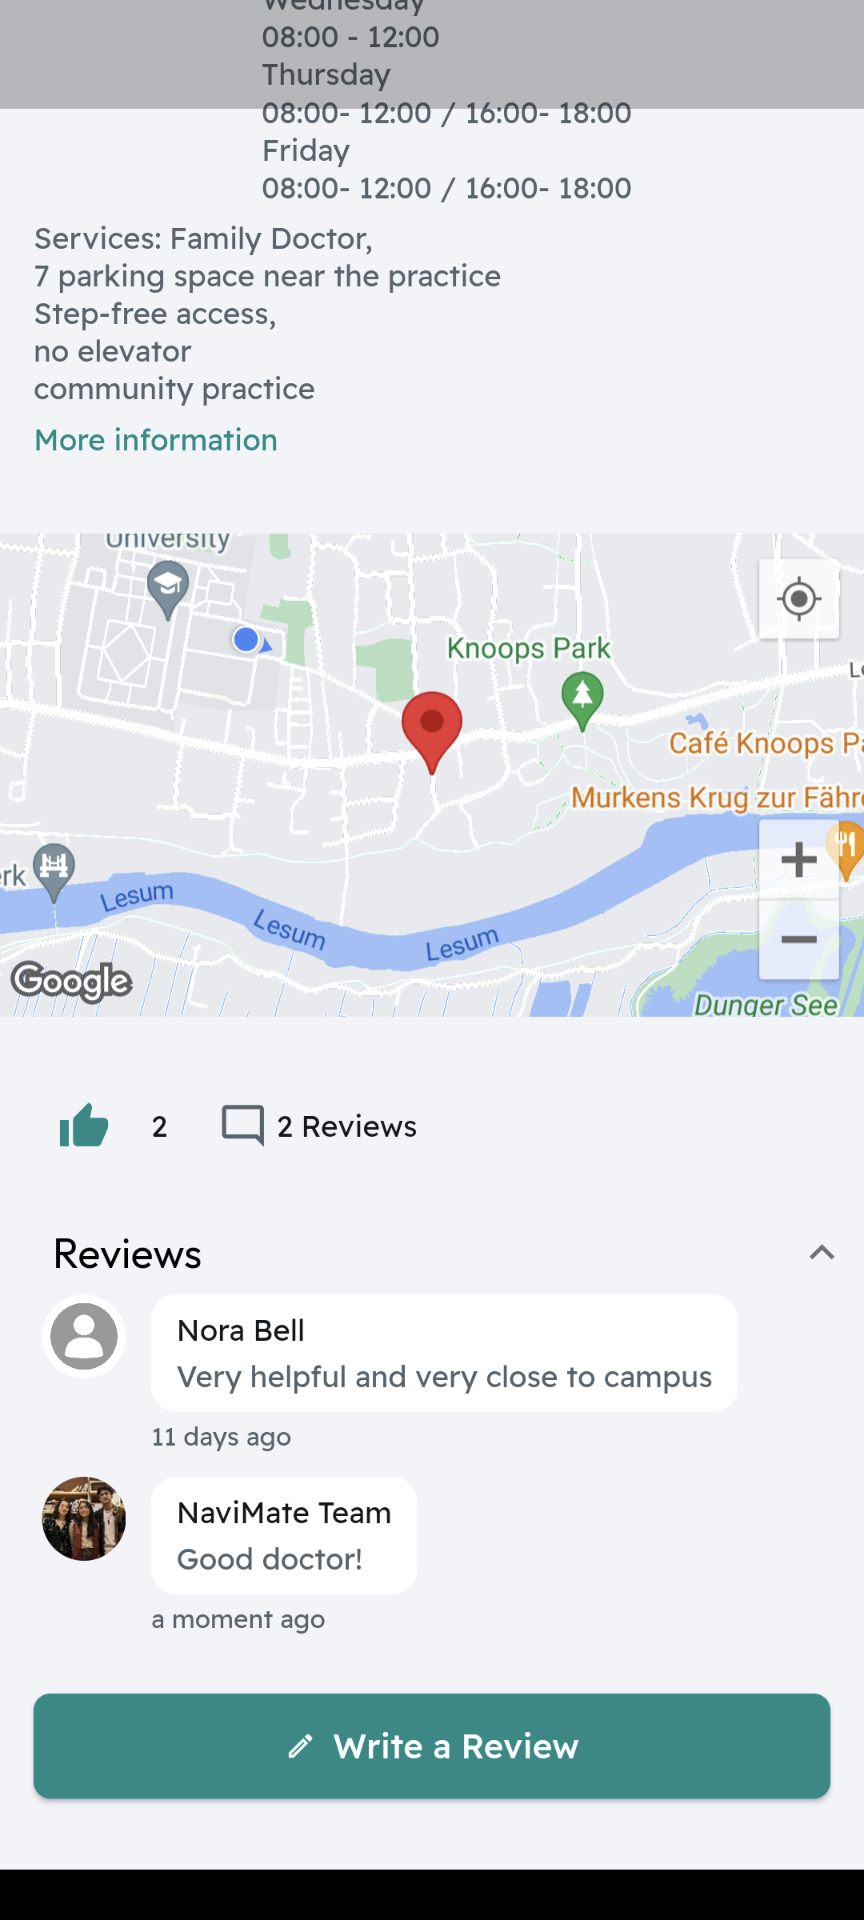 Wednesday
08:00 - 12:00
Thursday
08:00- 12:00 / 16:00- 18:00
Friday
08:00- 12:00 / 16:00- 18:00
Services: Family Doctor,
7 parking space near the practice
Step-free access,
no elevator
community practice
More information
University
Knoops Park
Café Knoops
Murkens Krug zur
Lesum
Lesum
Lesum
Google
Dunger See
2
2 Reviews
Reviews
Nora Bell
Very helpful and very close to campus
11 days ago
NaviMate Team
Good doctor!
a moment ago
Write a Review